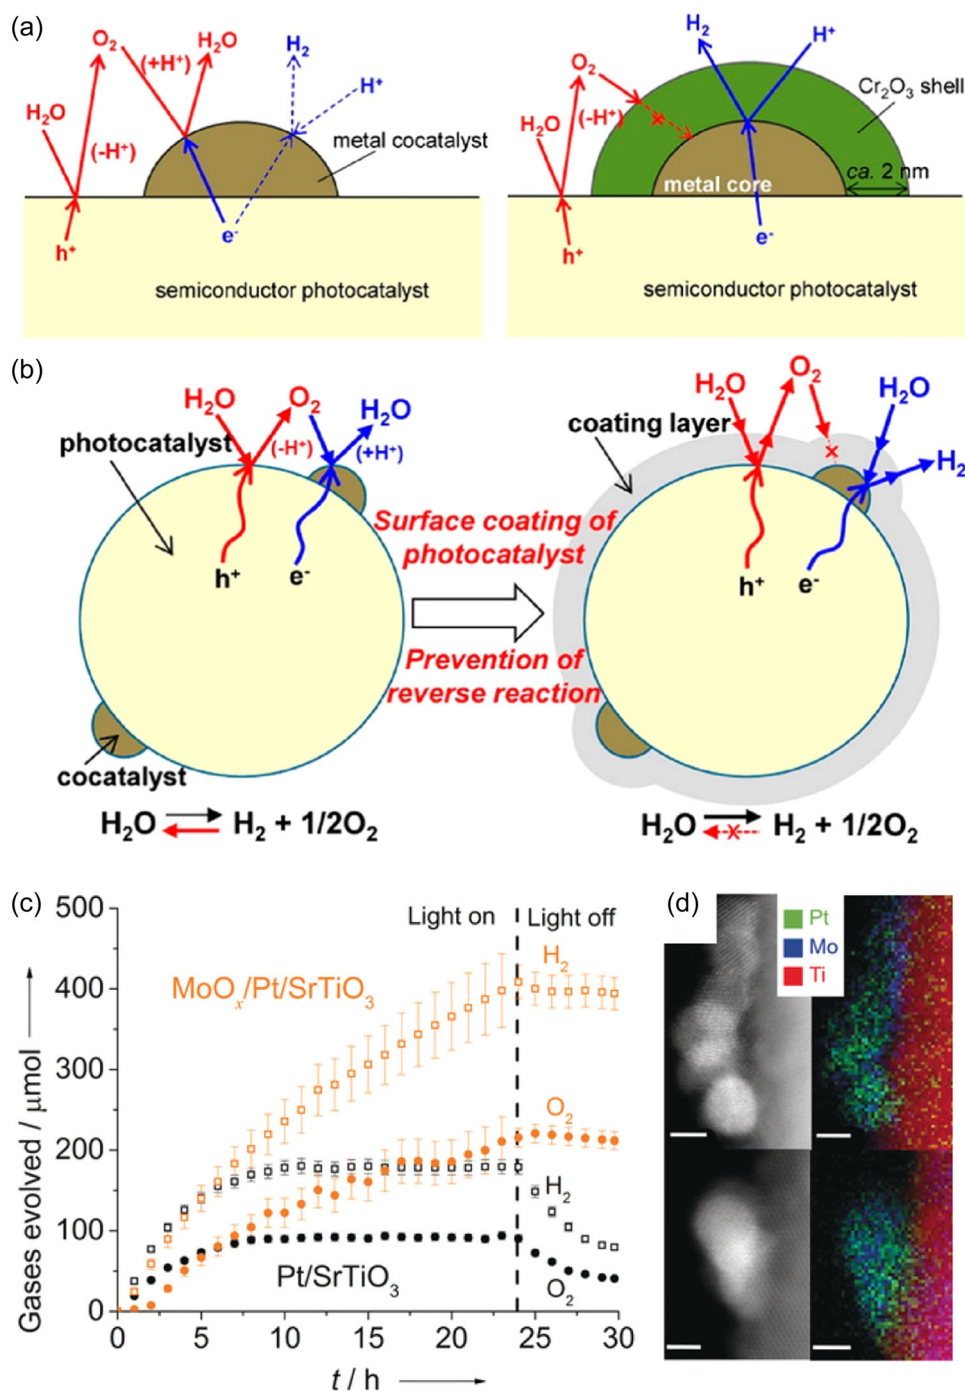 (a)
O₂
H₂O
(+H⁺)
H₂
H⁺
H₂O
(-H⁺)
metal cocatalyst
h⁺
e⁻
semiconductor photocatalyst
H₂
H⁺
O₂
Cr₂O₃ shell
H₂O
(-H⁺)
×
metal core
ca. 2 nm
h⁺
e⁻
semiconductor photocatalyst
(b)
H₂O
O₂
H₂O
(-H⁺)
(+H⁺)
photocatalyst
h⁺
e⁻
cocatalyst
H₂O
H₂ + 1/2O₂
Surface coating of
photocatalyst
Prevention of
reverse reaction
O₂
H₂O
H₂O
coating layer
×
H₂
h⁺
e⁻
H₂O
×
H₂ + 1/2O₂
(c)
500
400
300
200
100
0
Gases evolved / μmol
Light on
Light off
MoOₓ/Pt/SrTiO₃
H₂
O₂
H₂
Pt/SrTiO₃
O₂
0
5
10
15
20
25
30
t / h
(d)
Pt
Mo
Ti